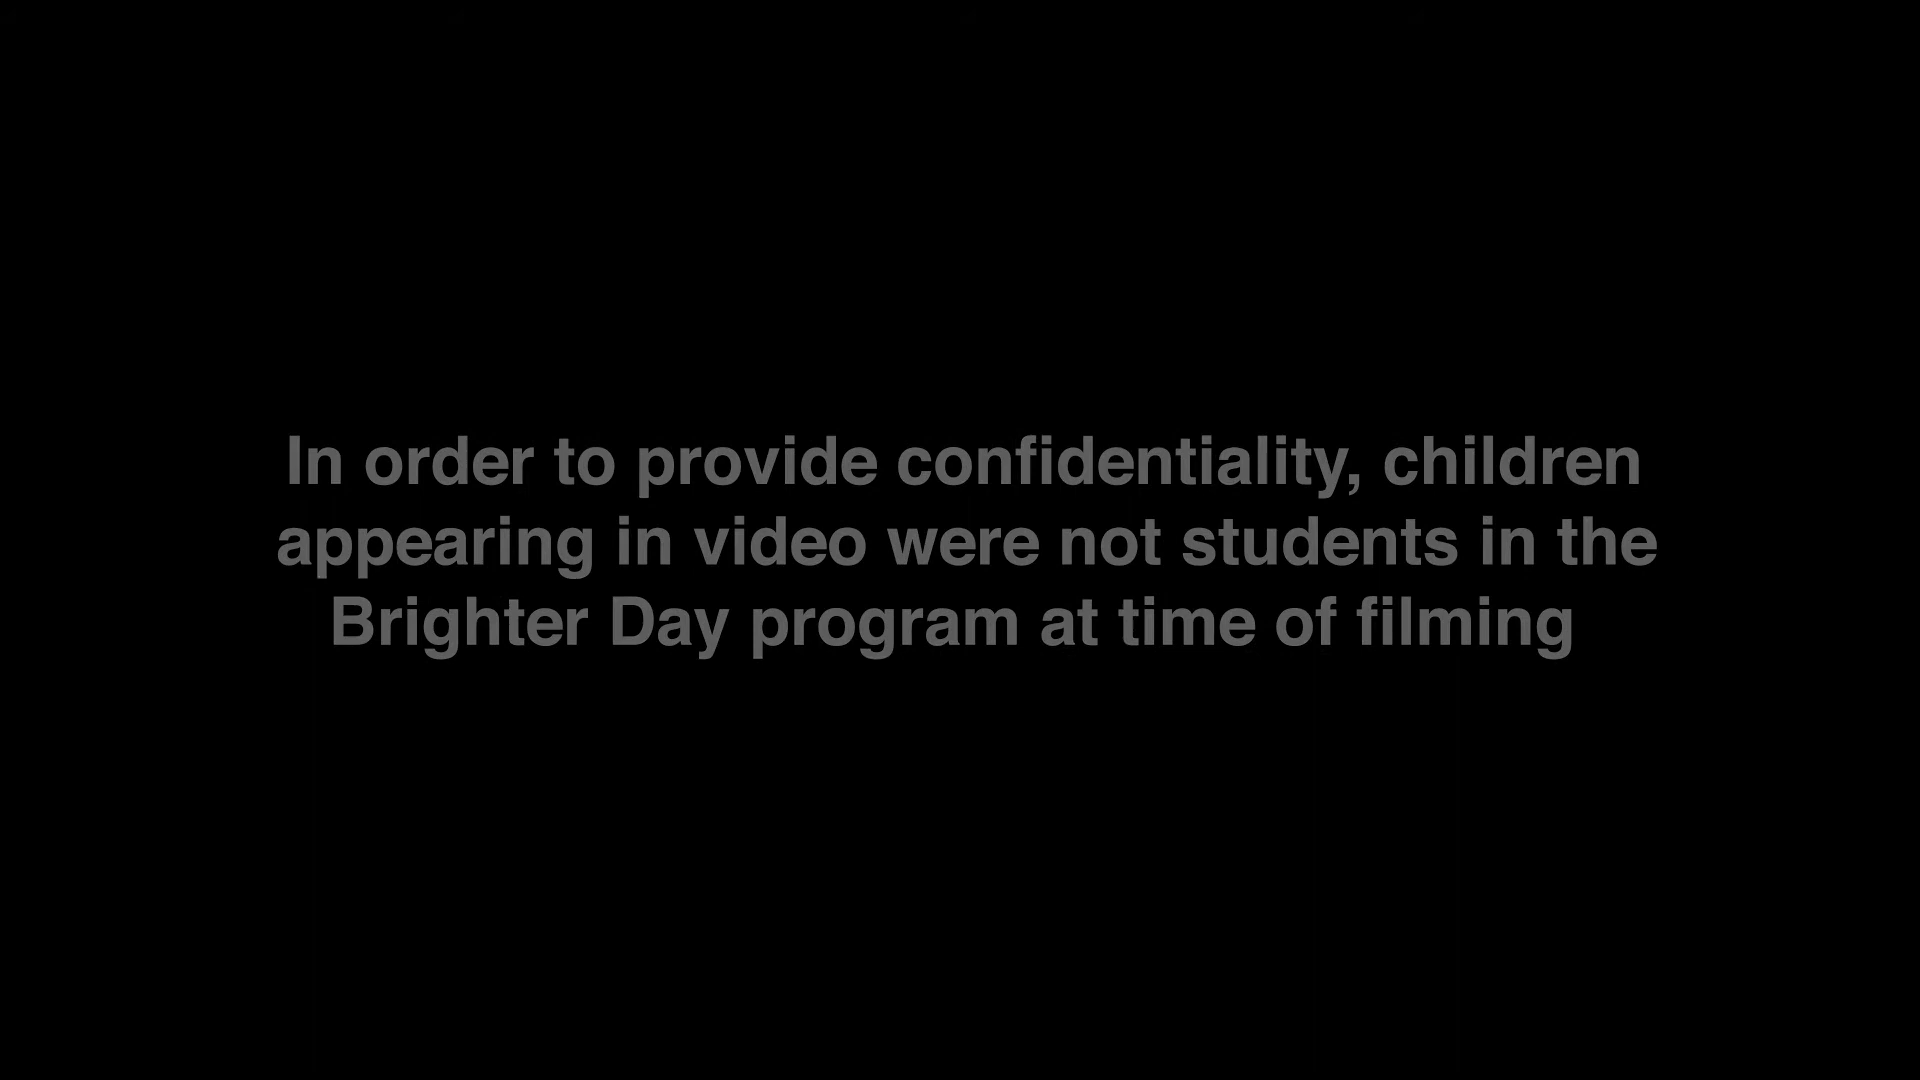 In order to provide confidentiality, children
appearing in video were not students in the
Brighter Day program at time of filming